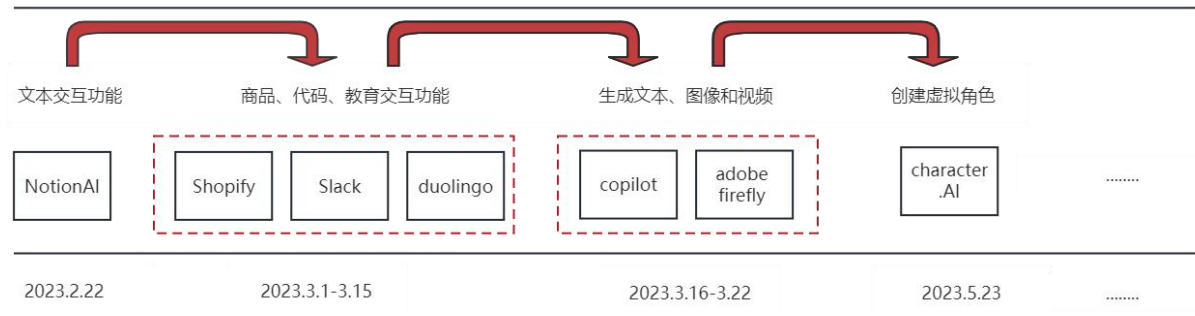 文本交互功能
商品、代码、教育交互功能
生成文本、图像和视频
创建虚拟角色
NotionAI
Shopify
Slack
duolingo
copilot
adobe
firefly
character
.AI
........
2023.2.22
2023.3.1-3.15
2023.3.16-3.22
2023.5.23
........